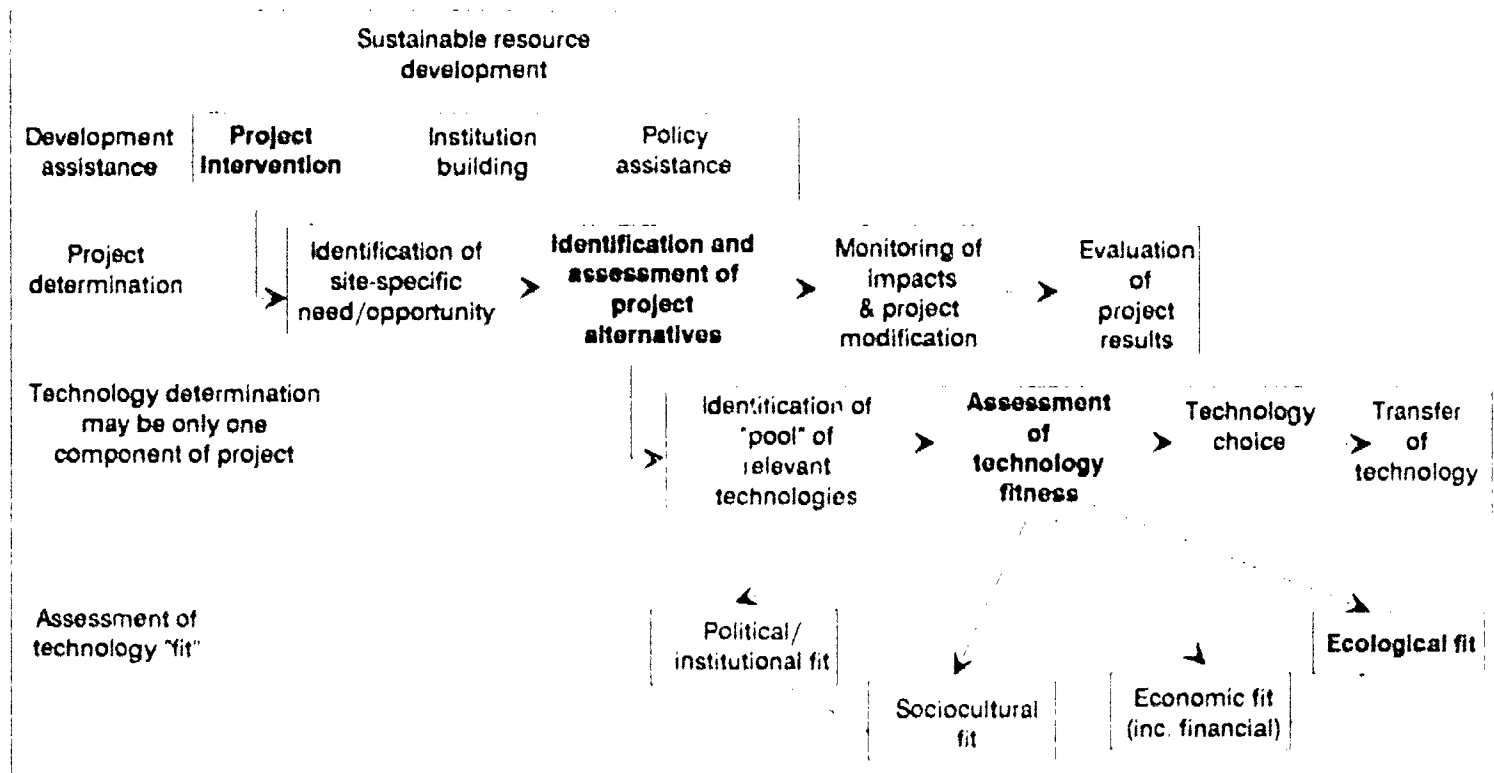 Sustainable resource
development
Development
assistance
Project
Intervention
Institution
building
Policy
assistance
Project
determination
Identification of
site-specific
need/opportunity
Identification and
assessment of
project
alternatives
Monitoring of
impacts
& project
modification
Evaluation
of
project
results
Technology determination
may be only one
component of project
Identification of
"pool" of
relevant
technologies
Assessment
of
technology
fitness
Technology
choice
Transfer
of
technology
Assessment of
technology "fit"
Political/
institutional fit
Sociocultural
fit
Economic fit
(inc. financial)
Ecological fit